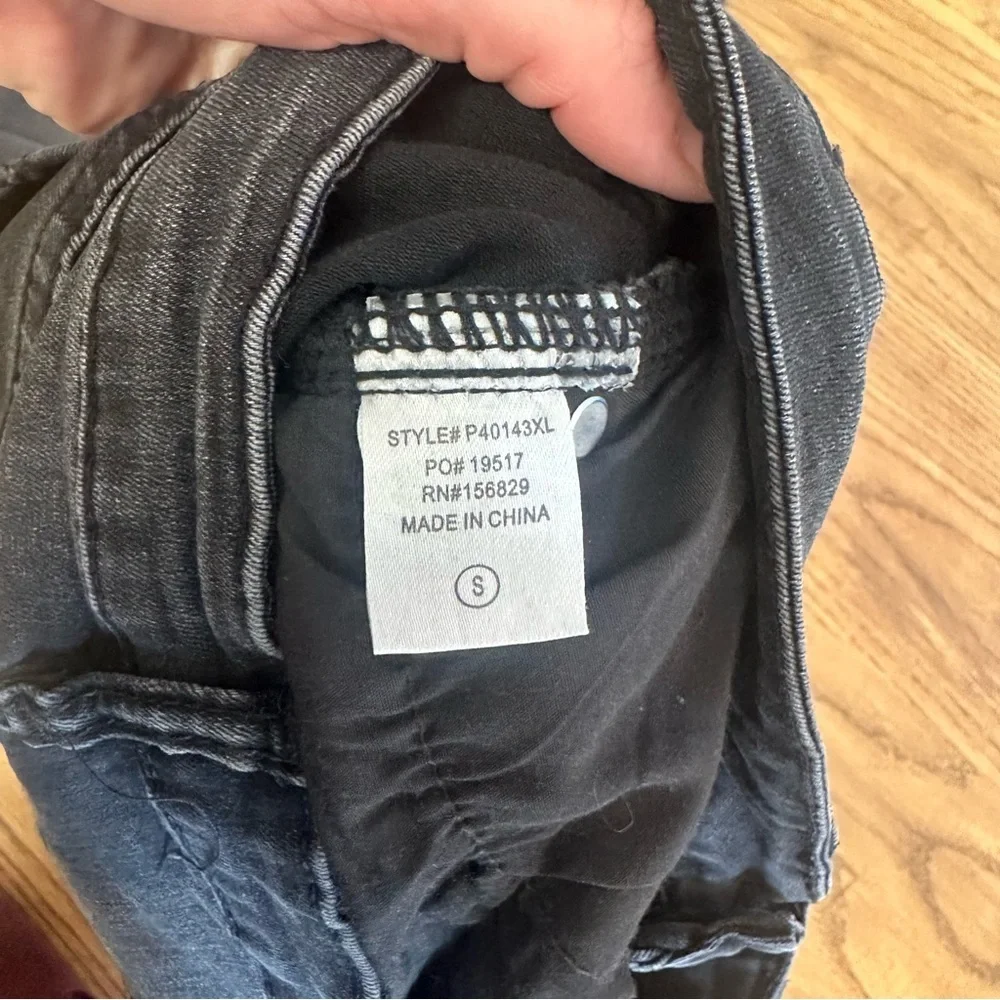 STYLE# P40143XL
PO# 19517
RN#156829
MADE IN CHINA
S